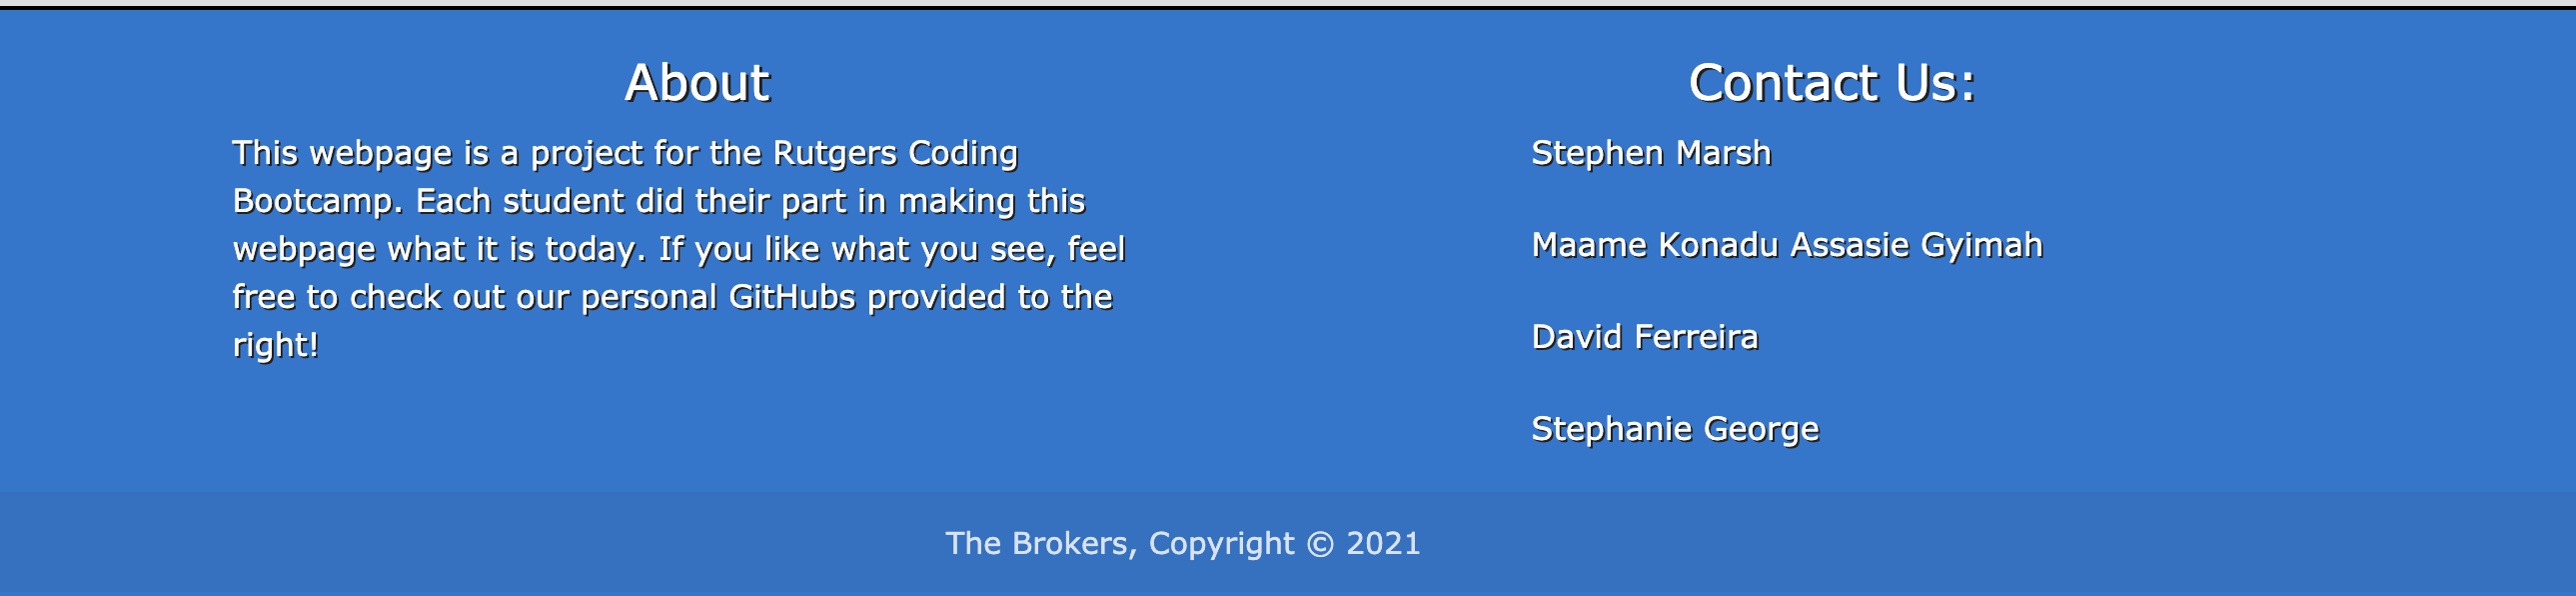 About
This webpage is a project for the Rutgers Coding
Bootcamp. Each student did their part in making this
webpage what it is today. If you like what you see, feel
free to check out our personal GitHubs provided to the
right!
Contact Us:
Stephen Marsh
Maame Konadu Assasie Gyimah
David Ferreira
Stephanie George
The Brokers, Copyright © 2021